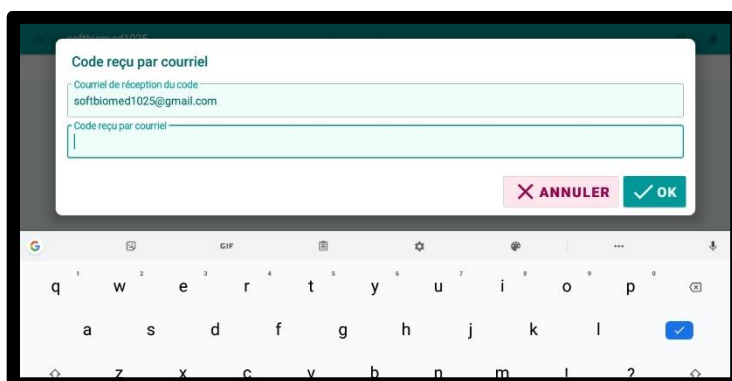 softbiomed1025
Code reçu par courriel
Courriel de réception du code
softbiomed1025@gmail.com
Code reçu par courriel
ANNULER
OK
GIF
1 2 3 4 5 6 7 8 9 0
q w e r t y u i o p
a s d f g h j k l
z x c v b n m ! ?